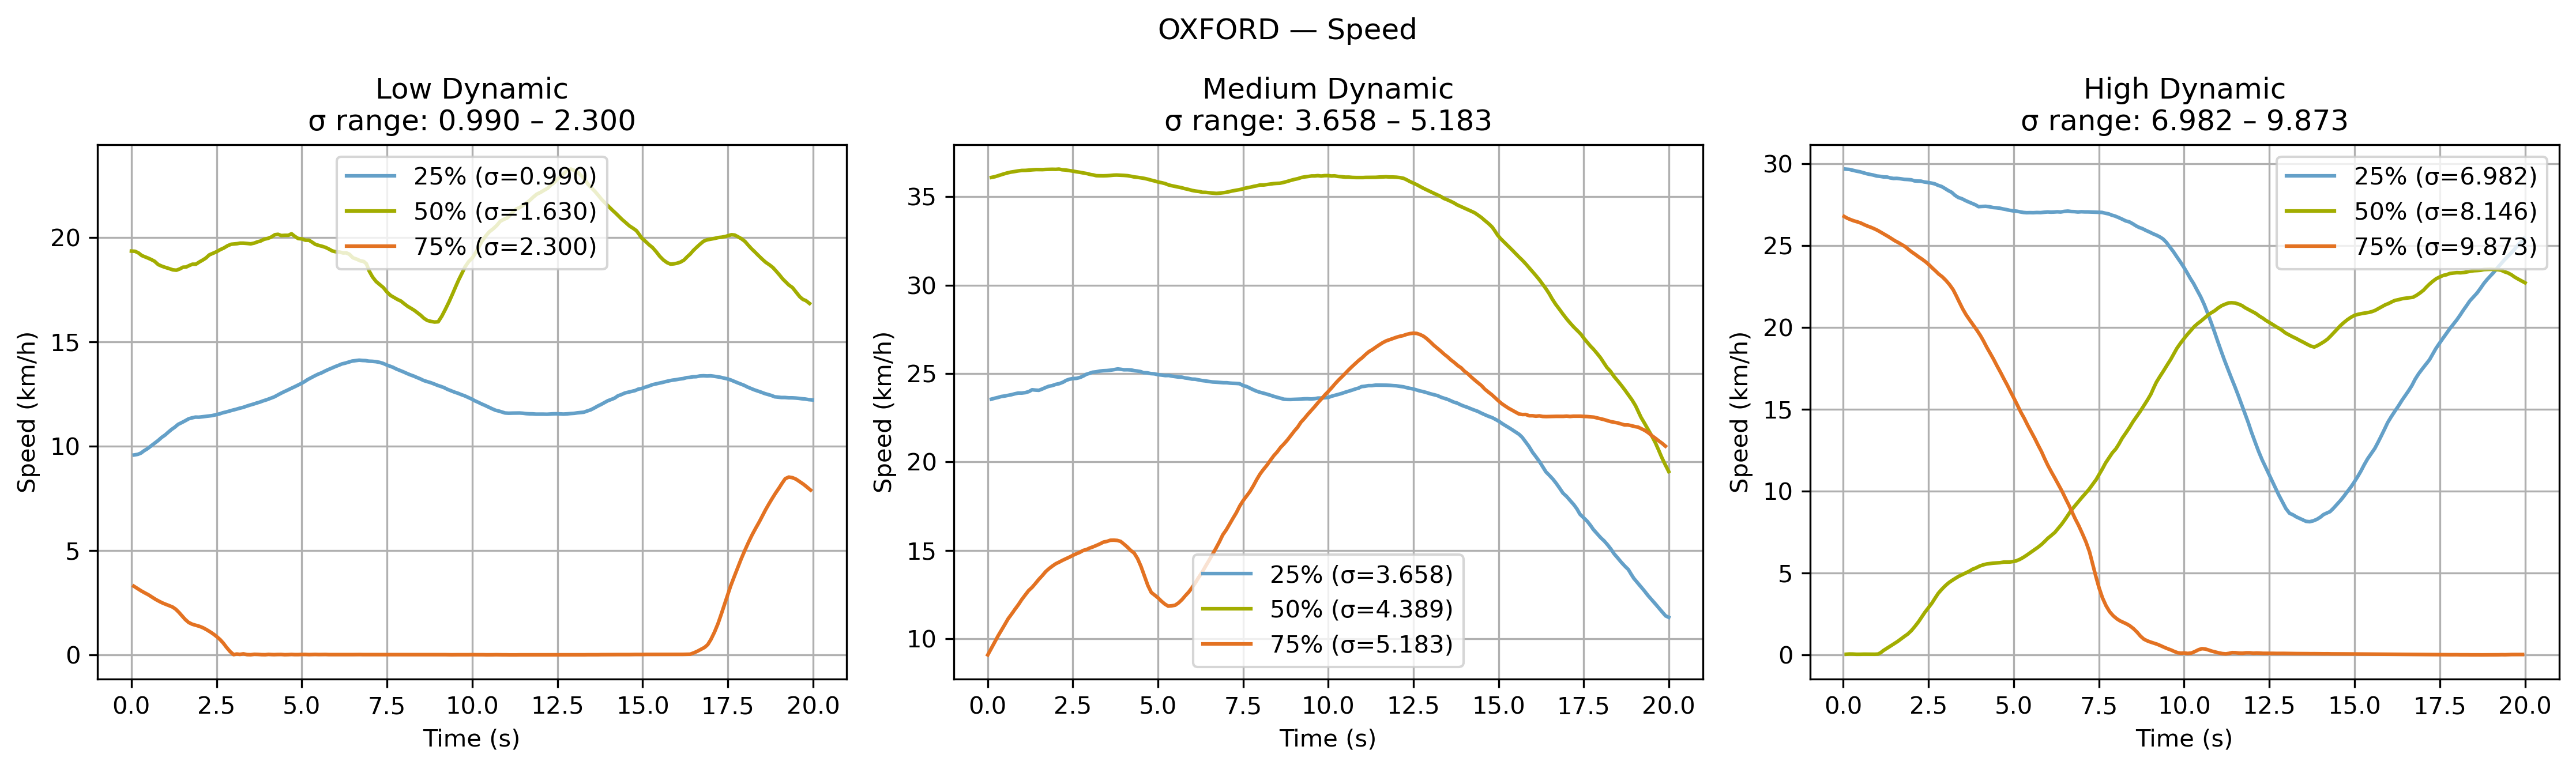 OXFORD — Speed
Low Dynamic
σ range: 0.990 – 2.300
25% (σ=0.990)
50% (σ=1.630)
75% (σ=2.300)
20
15
10
5
0
Speed (km/h)
0.0 2.5 5.0 7.5 10.0 12.5 15.0 17.5 20.0
Time (s)
Medium Dynamic
σ range: 3.658 – 5.183
35
30
25
20
15
10
Speed (km/h)
25% (σ=3.658)
50% (σ=4.389)
75% (σ=5.183)
0.0 2.5 5.0 7.5 10.0 12.5 15.0 17.5 20.0
Time (s)
High Dynamic
σ range: 6.982 – 9.873
25% (σ=6.982)
50% (σ=8.146)
75% (σ=9.873)
30
25
20
15
10
5
0
Speed (km/h)
0.0 2.5 5.0 7.5 10.0 12.5 15.0 17.5 20.0
Time (s)